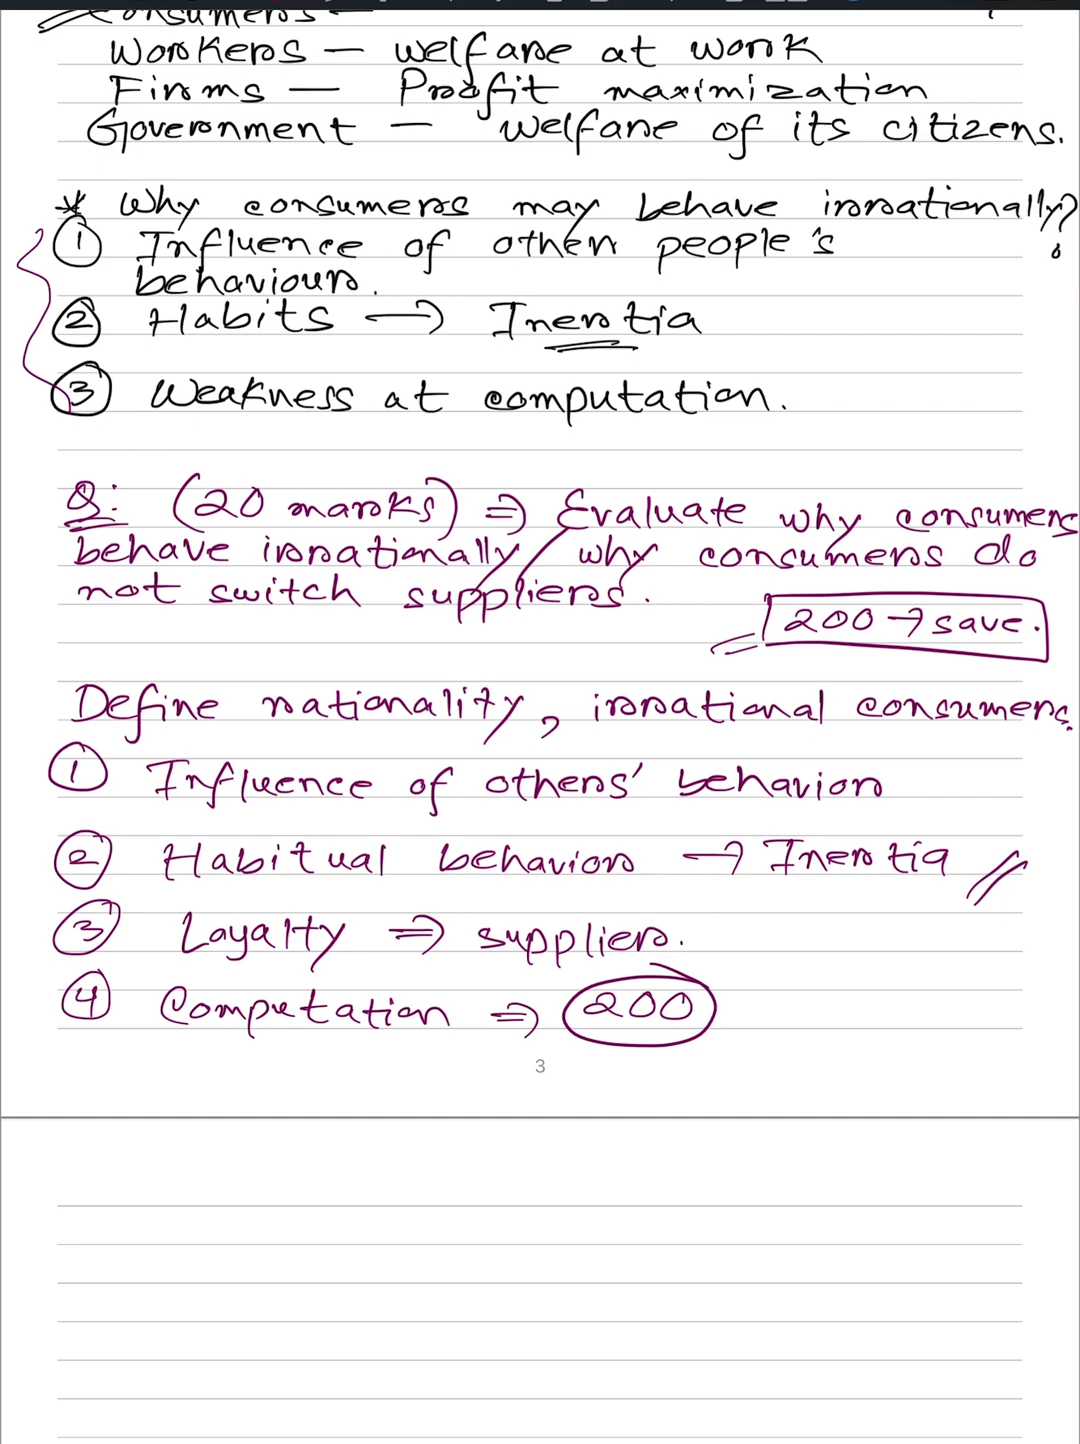 Consumers –
Workers – welfare at work
Firms – Profit maximization
Government – welfare of its citizens.
* Why consumers may behave irrationally?
① Influence of other people's
behaviour.
② Habits → Inertia
③ Weakness at computation.
Q: (20 marks) ⇒ Evaluate why consumers
behave irrationally / why consumers do
not switch suppliers.
200 → save.
Define rationality, irrational consumers.
① Influence of others' behavior
② Habitual behavior → Inertia //
③ Loyalty ⇒ supplier.
④ Computation ⇒ 200
3